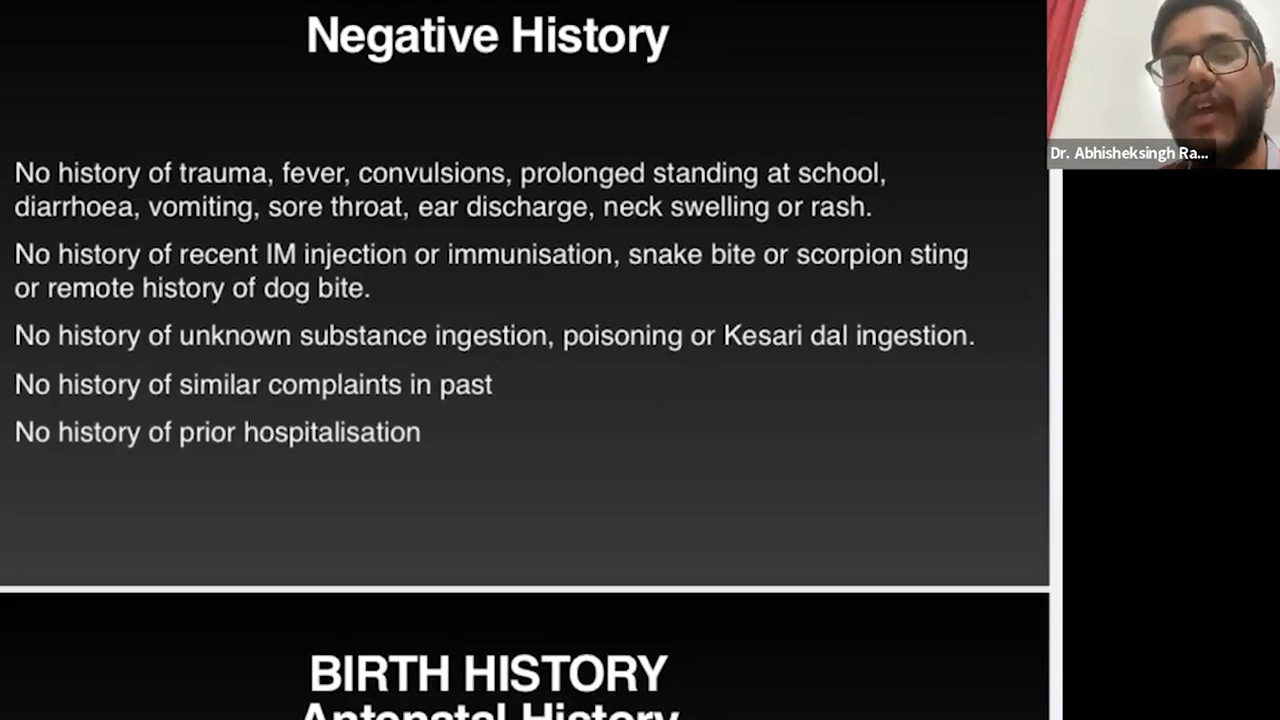 Negative History
No history of trauma, fever, convulsions, prolonged standing at school,
diarrhoea, vomiting, sore throat, ear discharge, neck swelling or rash.
No history of recent IM injection or immunisation, snake bite or scorpion sting
or remote history of dog bite.
No history of unknown substance ingestion, poisoning or Kesari dal ingestion.
No history of similar complaints in past
No history of prior hospitalisation
Dr. Abhisheksingh Ra...
BIRTH HISTORY
Antenatal History